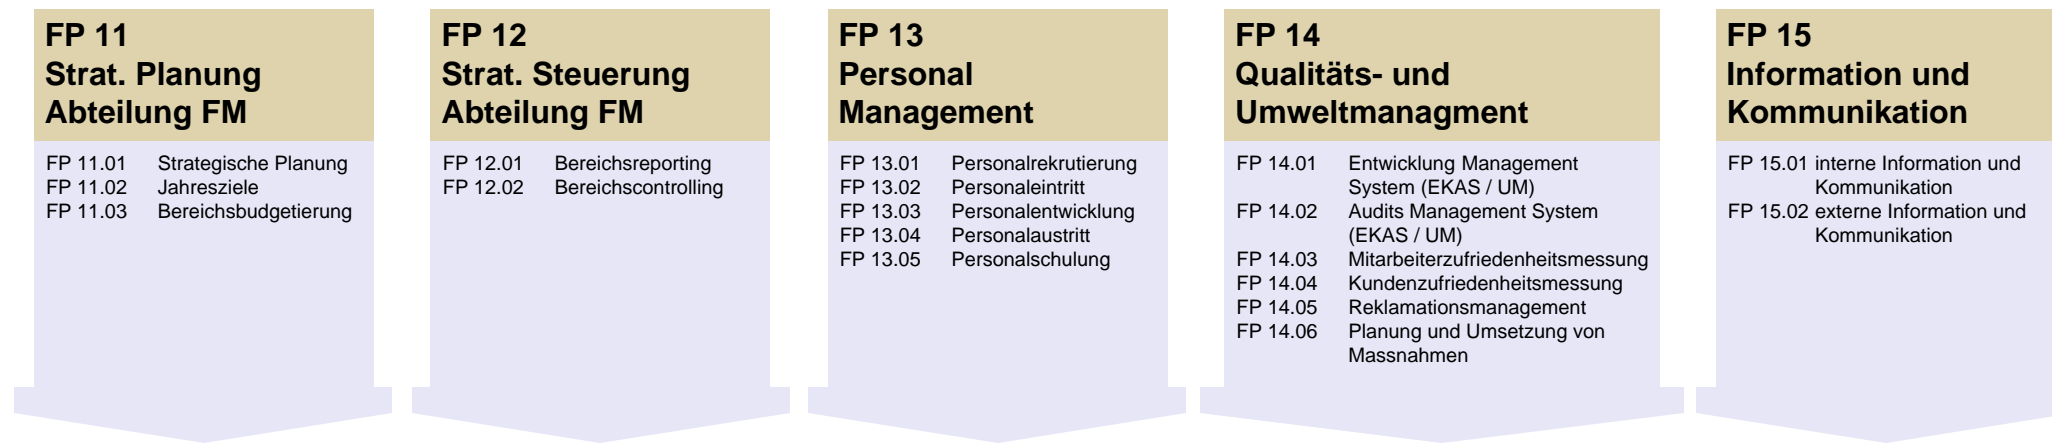 FP 11
Strat. Planung
Abteilung FM
FP 11.01 Strategische Planung
FP 11.02 Jahresziele
FP 11.03 Bereichsbudgetierung
FP 12
Strat. Steuerung
Abteilung FM
FP 12.01 Bereichsreporting
FP 12.02 Bereichscontrolling
FP 13
Personal
Management
FP 13.01 Personalrekrutierung
FP 13.02 Personaleintritt
FP 13.03 Personalentwicklung
FP 13.04 Personalaustritt
FP 13.05 Personalschulung
FP 14
Qualitäts- und
Umweltmanagment
FP 14.01 Entwicklung Management
System (EKAS / UM)
FP 14.02 Audits Management System
(EKAS / UM)
FP 14.03 Mitarbeiterzufriedenheitsmessung
FP 14.04 Kundenzufriedenheitsmessung
FP 14.05 Reklamationsmanagement
FP 14.06 Planung und Umsetzung von
Massnahmen
FP 15
Information und
Kommunikation
FP 15.01 interne Information und
Kommunikation
FP 15.02 externe Information und
Kommunikation